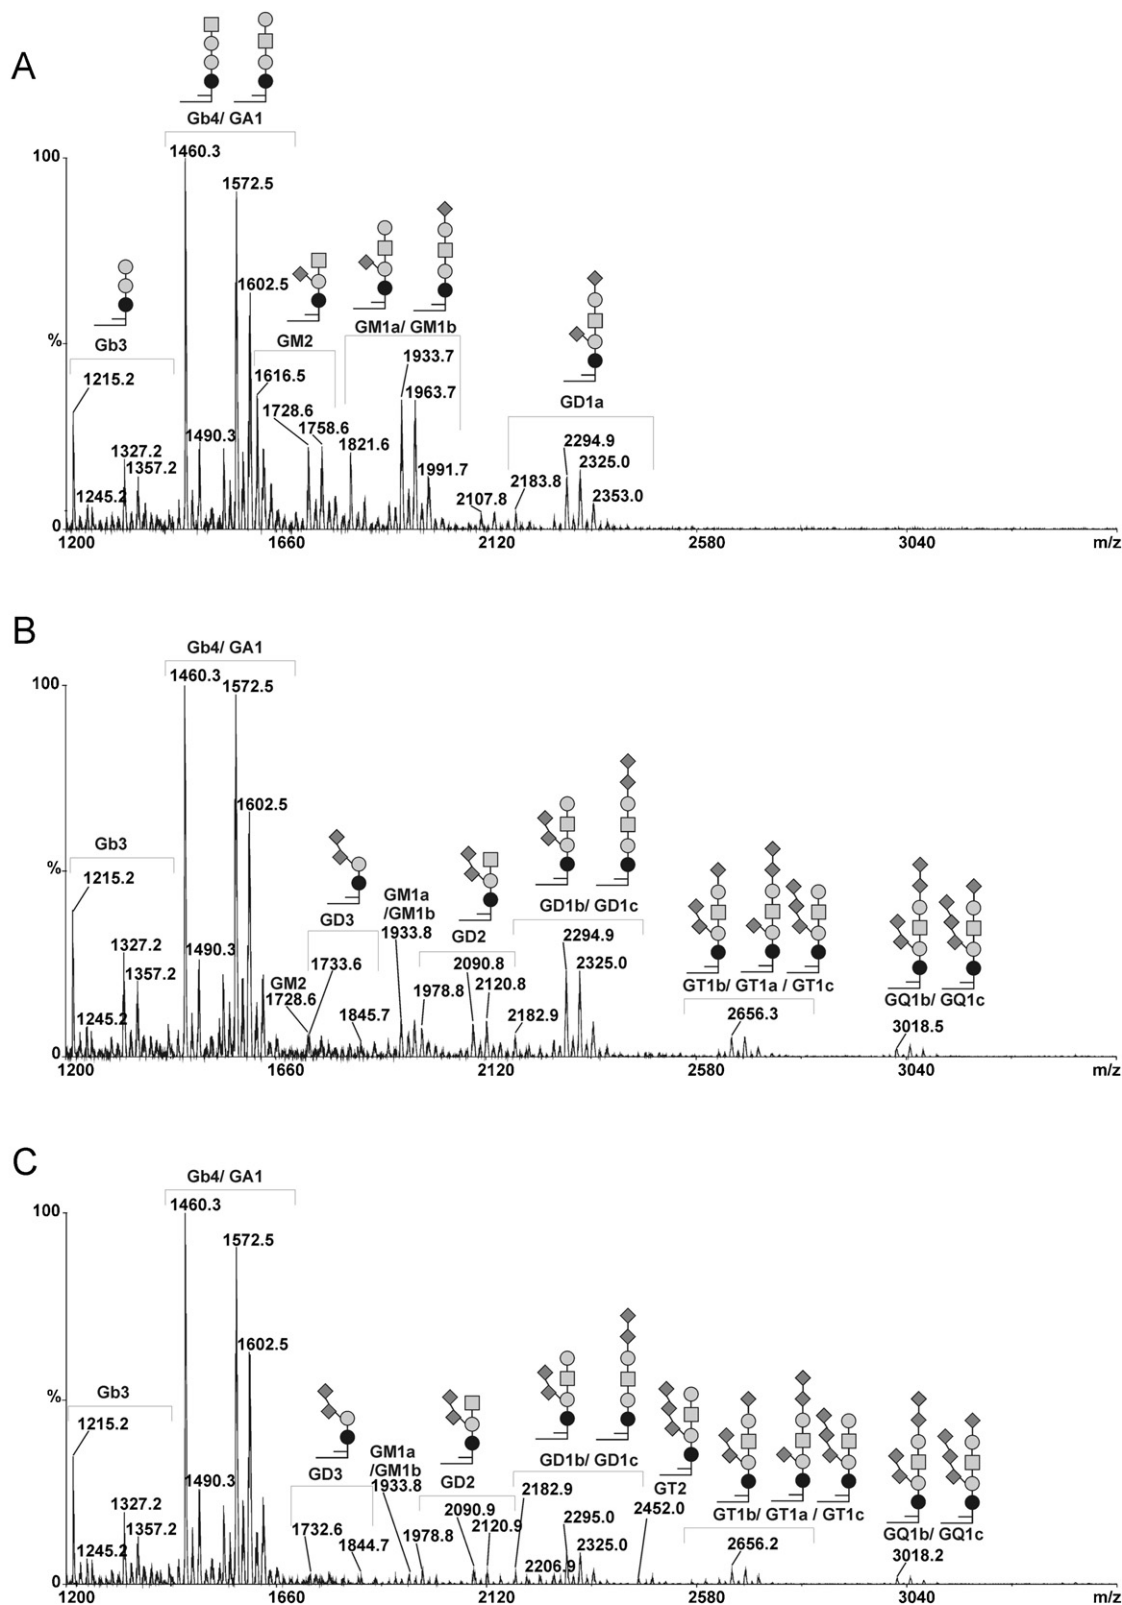 A
Gb4/ GA1
100
1460.3
1572.5
1602.5
GM1a/ GM1b
GM2
Gb3
%
1933.7
1215.2
1616.5
1963.7
GD1a
1728.6
1758.6
1490.3
1821.6
2294.9
1327.2
2325.0
1357.2
1991.7
2183.8
1245.2
2107.8
2353.0
0
1200 1660 2120 2580 3040 m/z
B
Gb4/ GA1
1460.3
100
1572.5
1602.5
Gb3
%
1215.2
GD3
GM1a
/GM1b
1933.8
GD2
GD1b/ GD1c
2294.9
1327.2
1490.3
1733.6
2090.8
2325.0
1357.2
GM2
1728.6
1978.8
2120.8
GT1b/ GT1a / GT1c
GQ1b/ GQ1c
1245.2
1845.7
2182.9
2656.3
3018.5
0
1200 1660 2120 2580 3040 m/z
C
Gb4/ GA1
1460.3
100
1572.5
1602.5
Gb3
%
1215.2
GD3
GM1a
/GM1b
1933.8
GD2
GD1b/ GD1c
GT2
1490.3
2182.9
2452.0
GT1b/ GT1a / GT1c
1327.2
2090.9
2295.0
GQ1b/ GQ1c
1357.2
1732.6
1978.8
2120.9
2325.0
2656.2
1245.2
1844.7
2206.9
3018.2
0
1200 1660 2120 2580 3040 m/z